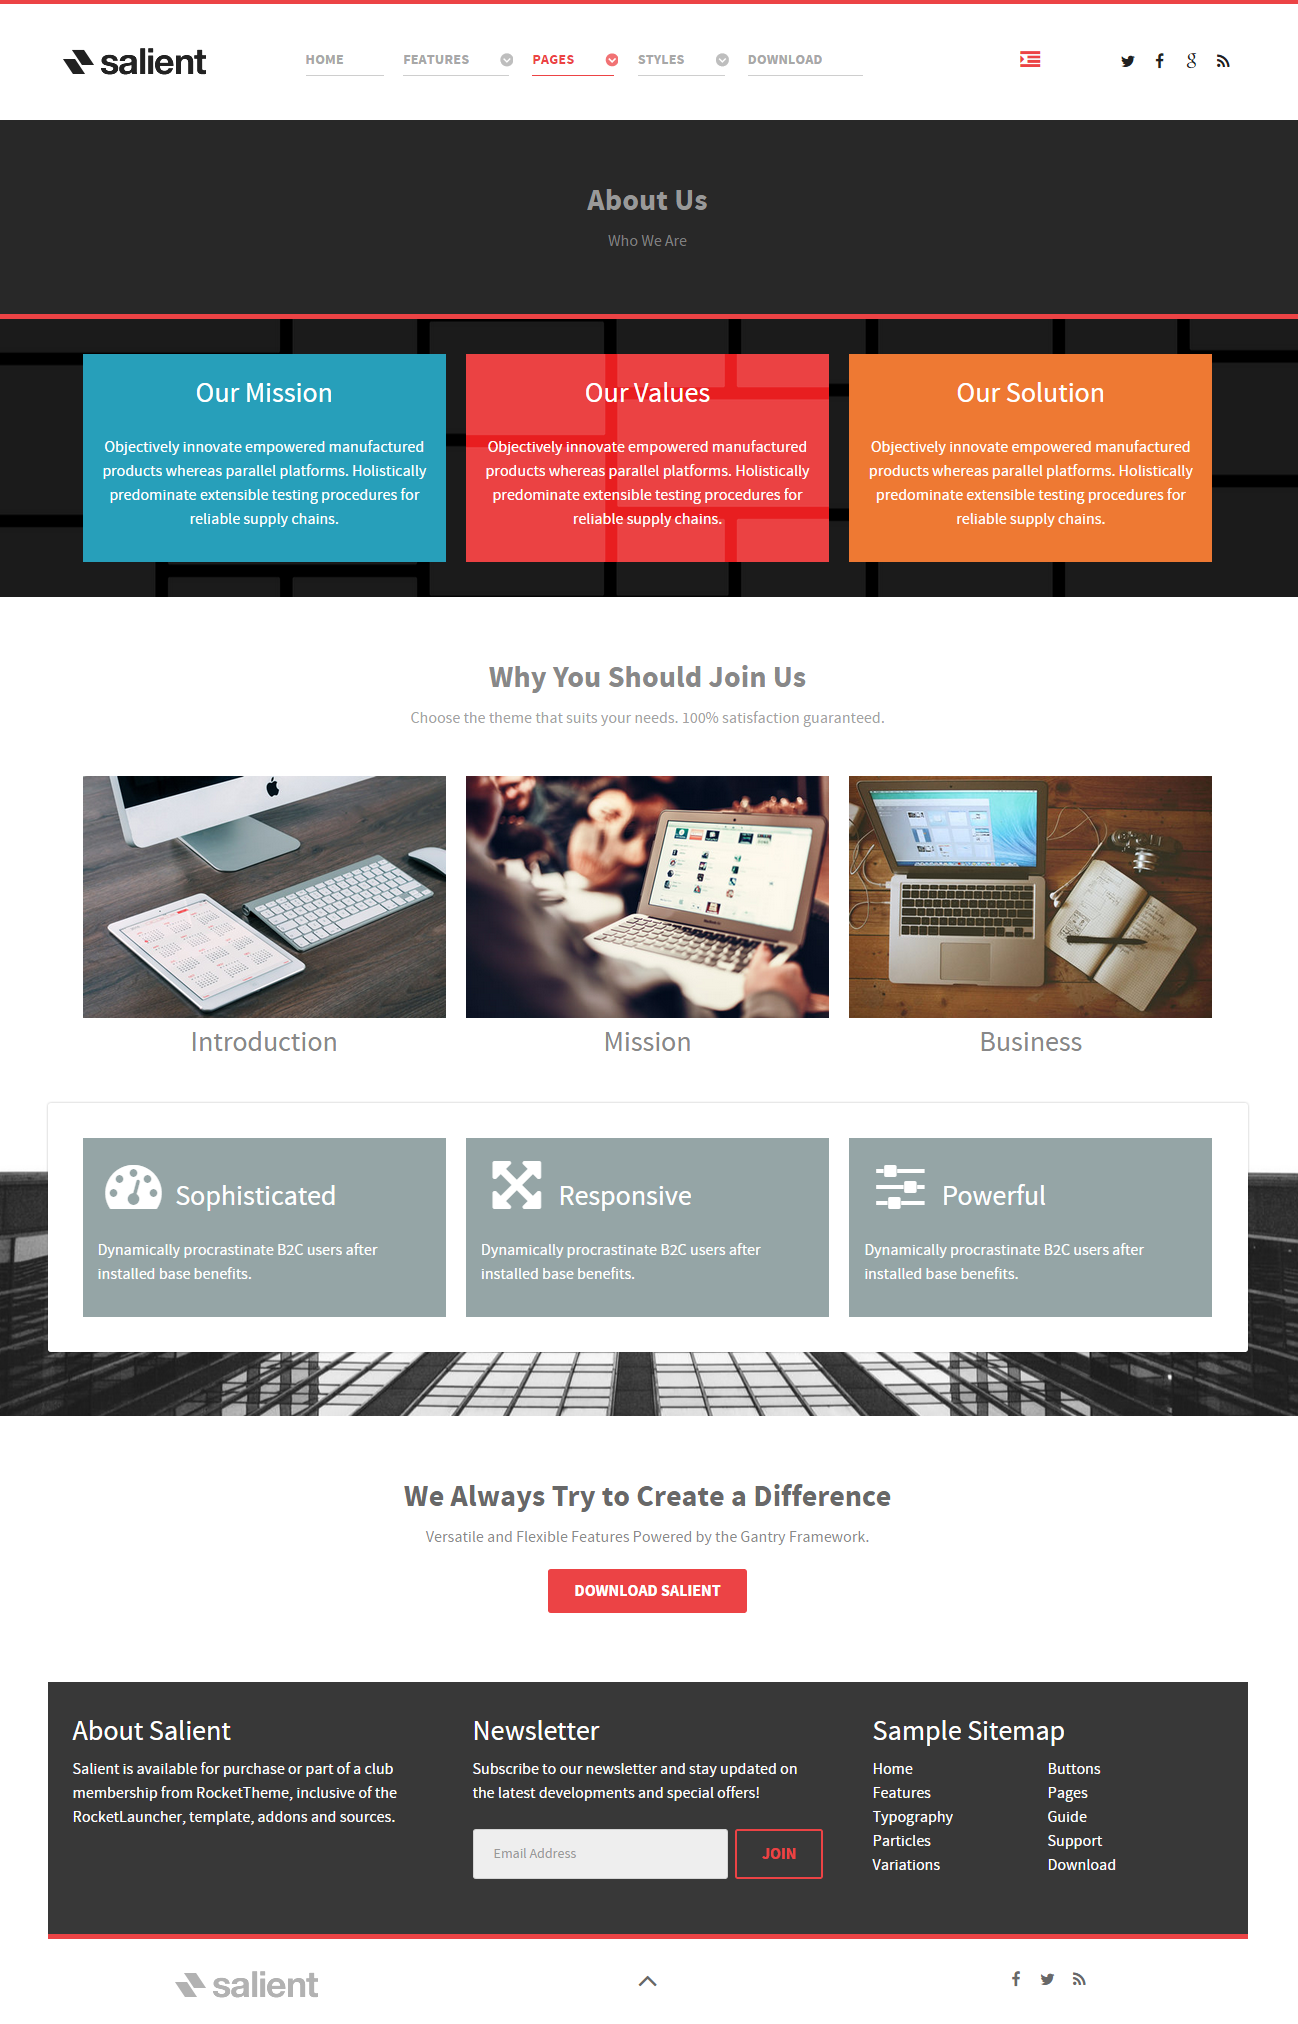 salient
HOME
FEATURES
PAGES
STYLES
DOWNLOAD
About Us
Who We Are
Our Mission
Objectively innovate empowered manufactured
products whereas parallel platforms. Holistically
predominate extensible testing procedures for
reliable supply chains.
Our Values
Objectively innovate empowered manufactured
products whereas parallel platforms. Holistically
predominate extensible testing procedures for
reliable supply chains.
Our Solution
Objectively innovate empowered manufactured
products whereas parallel platforms. Holistically
predominate extensible testing procedures for
reliable supply chains.
Why You Should Join Us
Choose the theme that suits your needs. 100% satisfaction guaranteed.
Introduction
Mission
Business
Sophisticated
Dynamically procrastinate B2C users after
installed base benefits.
Responsive
Dynamically procrastinate B2C users after
installed base benefits.
Powerful
Dynamically procrastinate B2C users after
installed base benefits.
We Always Try to Create a Difference
Versatile and Flexible Features Powered by the Gantry Framework.
DOWNLOAD SALIENT
About Salient
Salient is available for purchase or part of a club
membership from RocketTheme, inclusive of the
RocketLauncher, template, addons and sources.
Newsletter
Subscribe to our newsletter and stay updated on
the latest developments and special offers!
Email Address
JOIN
Sample Sitemap
Home
Features
Typography
Particles
Variations
Buttons
Pages
Guide
Support
Download
salient